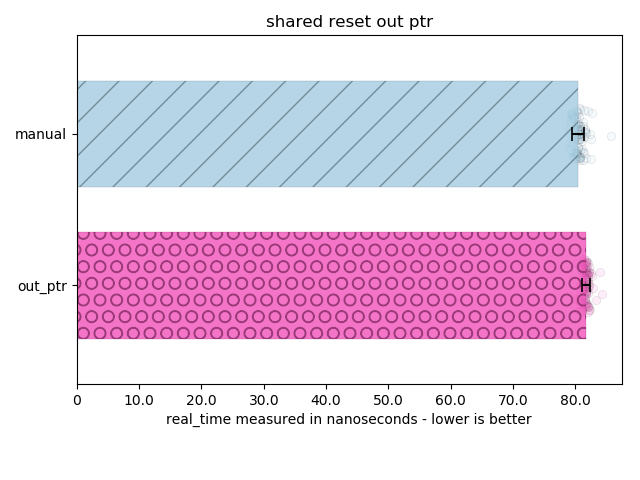 shared reset out ptr
manual
out_ptr
0 10.0 20.0 30.0 40.0 50.0 60.0 70.0 80.0
real_time measured in nanoseconds - lower is better